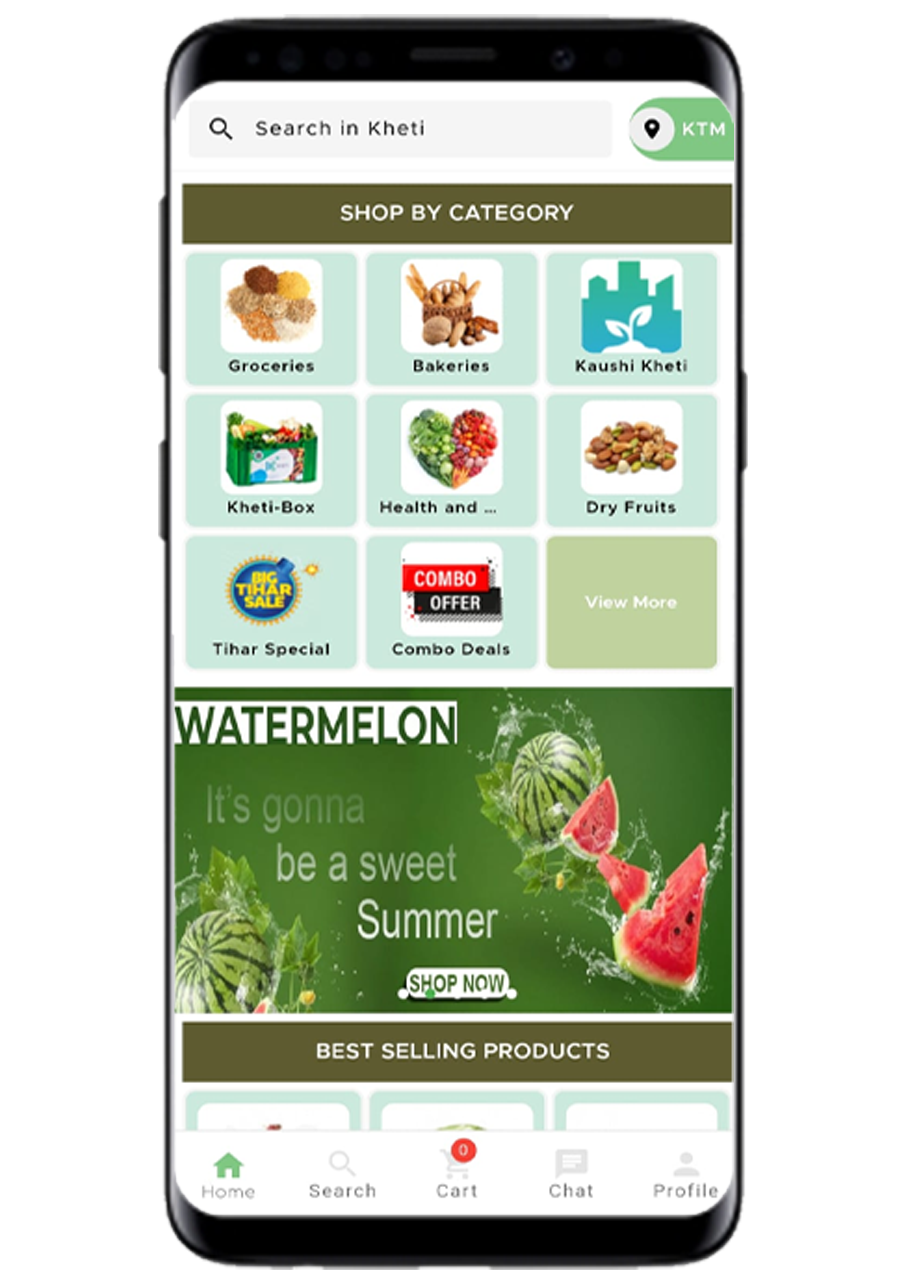 Search in Kheti
KTM
SHOP BY CATEGORY
Groceries
Bakeries
Kaushi Kheti
Kheti-Box
Health and ...
Dry Fruits
BIG
TIHAR
SALE
Tihar Special
COMBO
OFFER
Combo Deals
View More
WATERMELON
It's gonna
be a sweet
Summer
SHOP NOW
BEST SELLING PRODUCTS
0
Home
Search
Cart
Chat
Profile